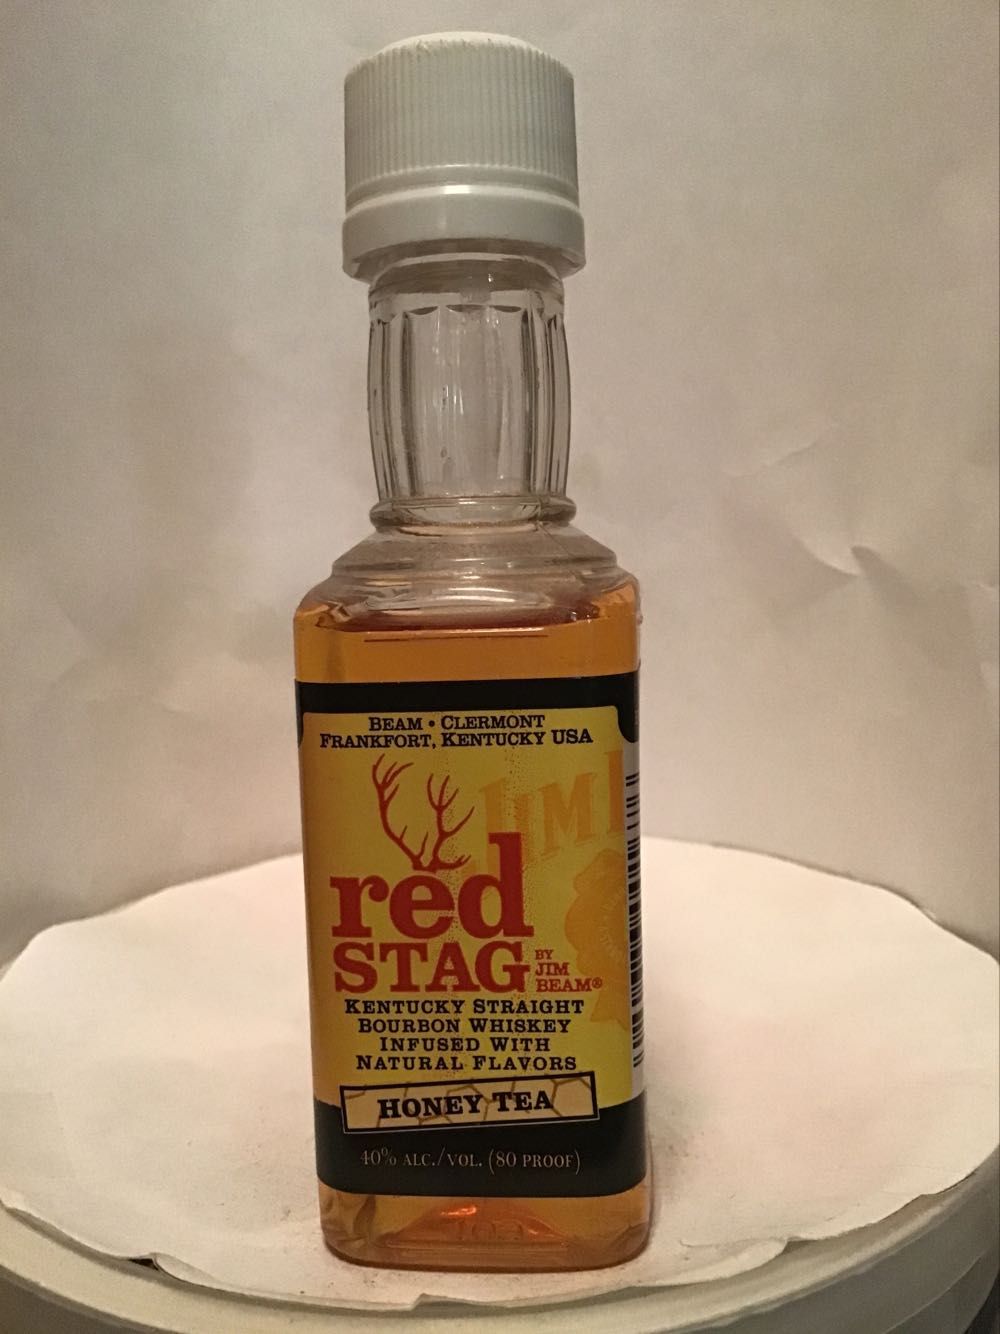 BEAM • CLERMONT
FRANKFORT, KENTUCKY USA
JIM
red
STAG
BY
JIM
BEAM®
KENTUCKY STRAIGHT
BOURBON WHISKEY
INFUSED WITH
NATURAL FLAVORS
HONEY TEA
40% ALC./VOL. (80 PROOF)